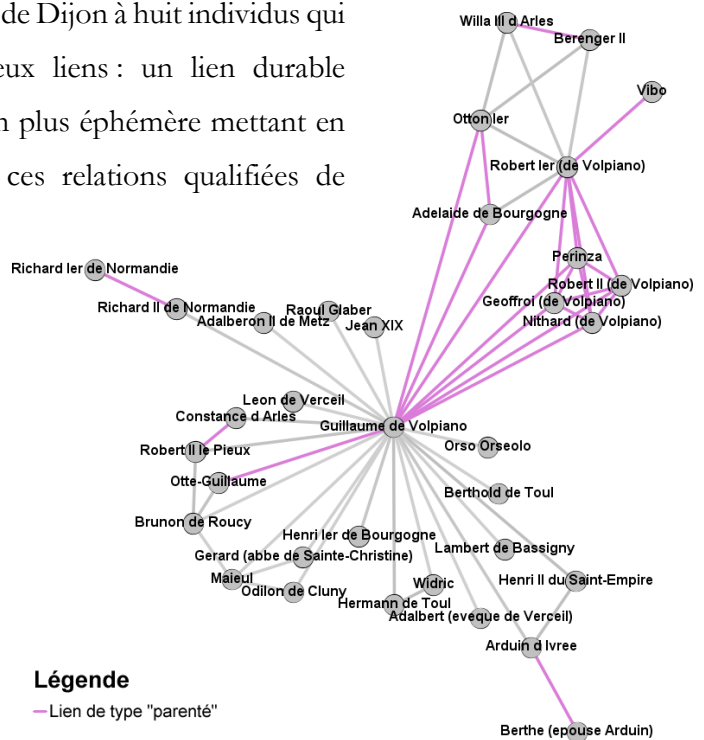 de Dijon à huit individus qui
eux liens : un lien durable
n plus éphémère mettant en
ces relations qualifiées de
Willa III d Arles
Berenger II
Vibo
Otton Ier
Robert Ier (de Volpiano)
Adelaide de Bourgogne
Perinza
Richard Ier de Normandie
Robert II (de Volpiano)
Geoffroi (de Volpiano)
Richard II de Normandie
Raoul Glaber
Adalberon II de Metz
Jean XIX
Nithard (de Volpiano)
Leon de Verceil
Constance d Arles
Guillaume de Volpiano
Robert II le Pieux
Orso Orseolo
Otte-Guillaume
Berthold de Toul
Brunon de Roucy
Henri Ier de Bourgogne
Lambert de Bassigny
Gerard (abbe de Sainte-Christine)
Maieul
Widric
Henri II du Saint-Empire
Odilon de Cluny
Hermann de Toul
Adalbert (eveque de Verceil)
Arduin d Ivree
Légende
Lien de type "parenté"
Berthe (epouse Arduin)